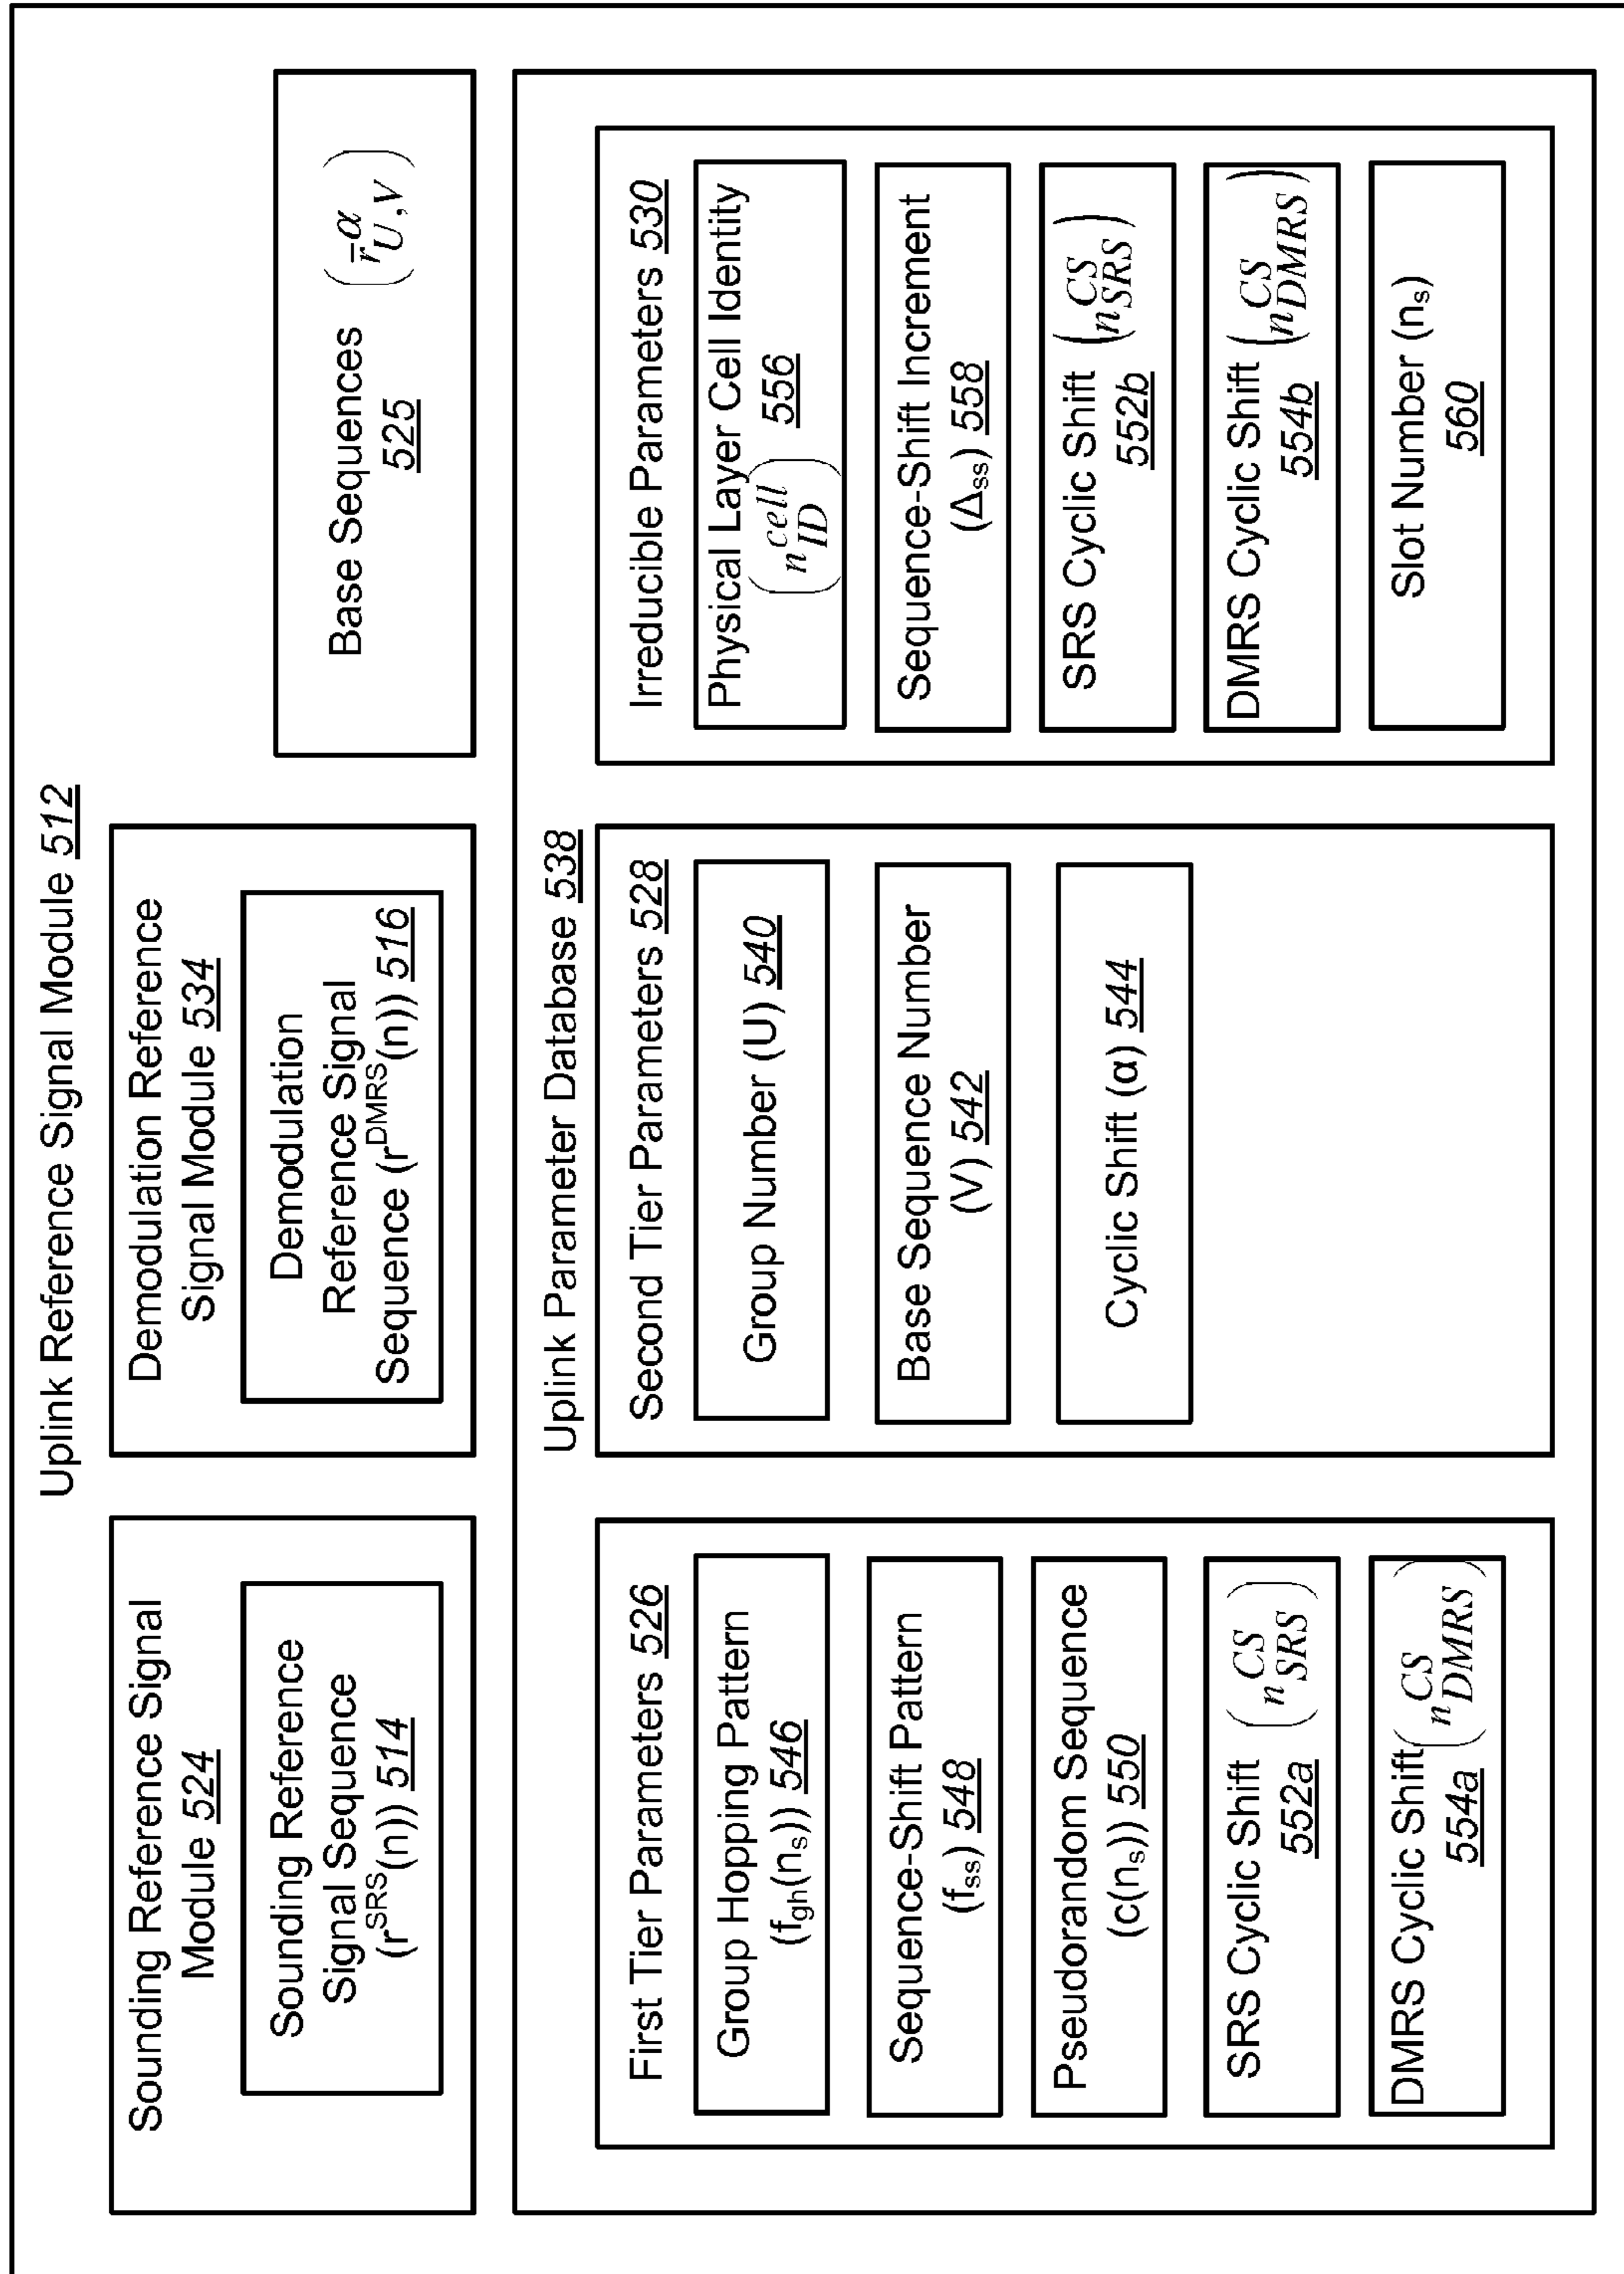 Uplink Reference Signal Module 512
Sounding Reference Signal
Module 524
Sounding Reference
Signal Sequence
(r^SRS(n)) 514
Demodulation Reference
Signal Module 534
Demodulation
Reference Signal
Sequence (r^DMRS(n)) 516
Base Sequences (r̄^α_U,V)
525
Uplink Parameter Database 538
First Tier Parameters 526
Group Hopping Pattern
(f_gh(n_s)) 546
Sequence-Shift Pattern
(f_ss) 548
Pseudorandom Sequence
(c(n_s)) 550
SRS Cyclic Shift (n^CS_SRS)
552a
DMRS Cyclic Shift (n^CS_DMRS)
554a
Second Tier Parameters 528
Group Number (U) 540
Base Sequence Number
(V) 542
Cyclic Shift (α) 544
Irreducible Parameters 530
Physical Layer Cell Identity
(n^cell_ID) 556
Sequence-Shift Increment
(Δ_ss) 558
SRS Cyclic Shift (n^CS_SRS)
552b
DMRS Cyclic Shift (n^CS_DMRS)
554b
Slot Number (n_s)
560